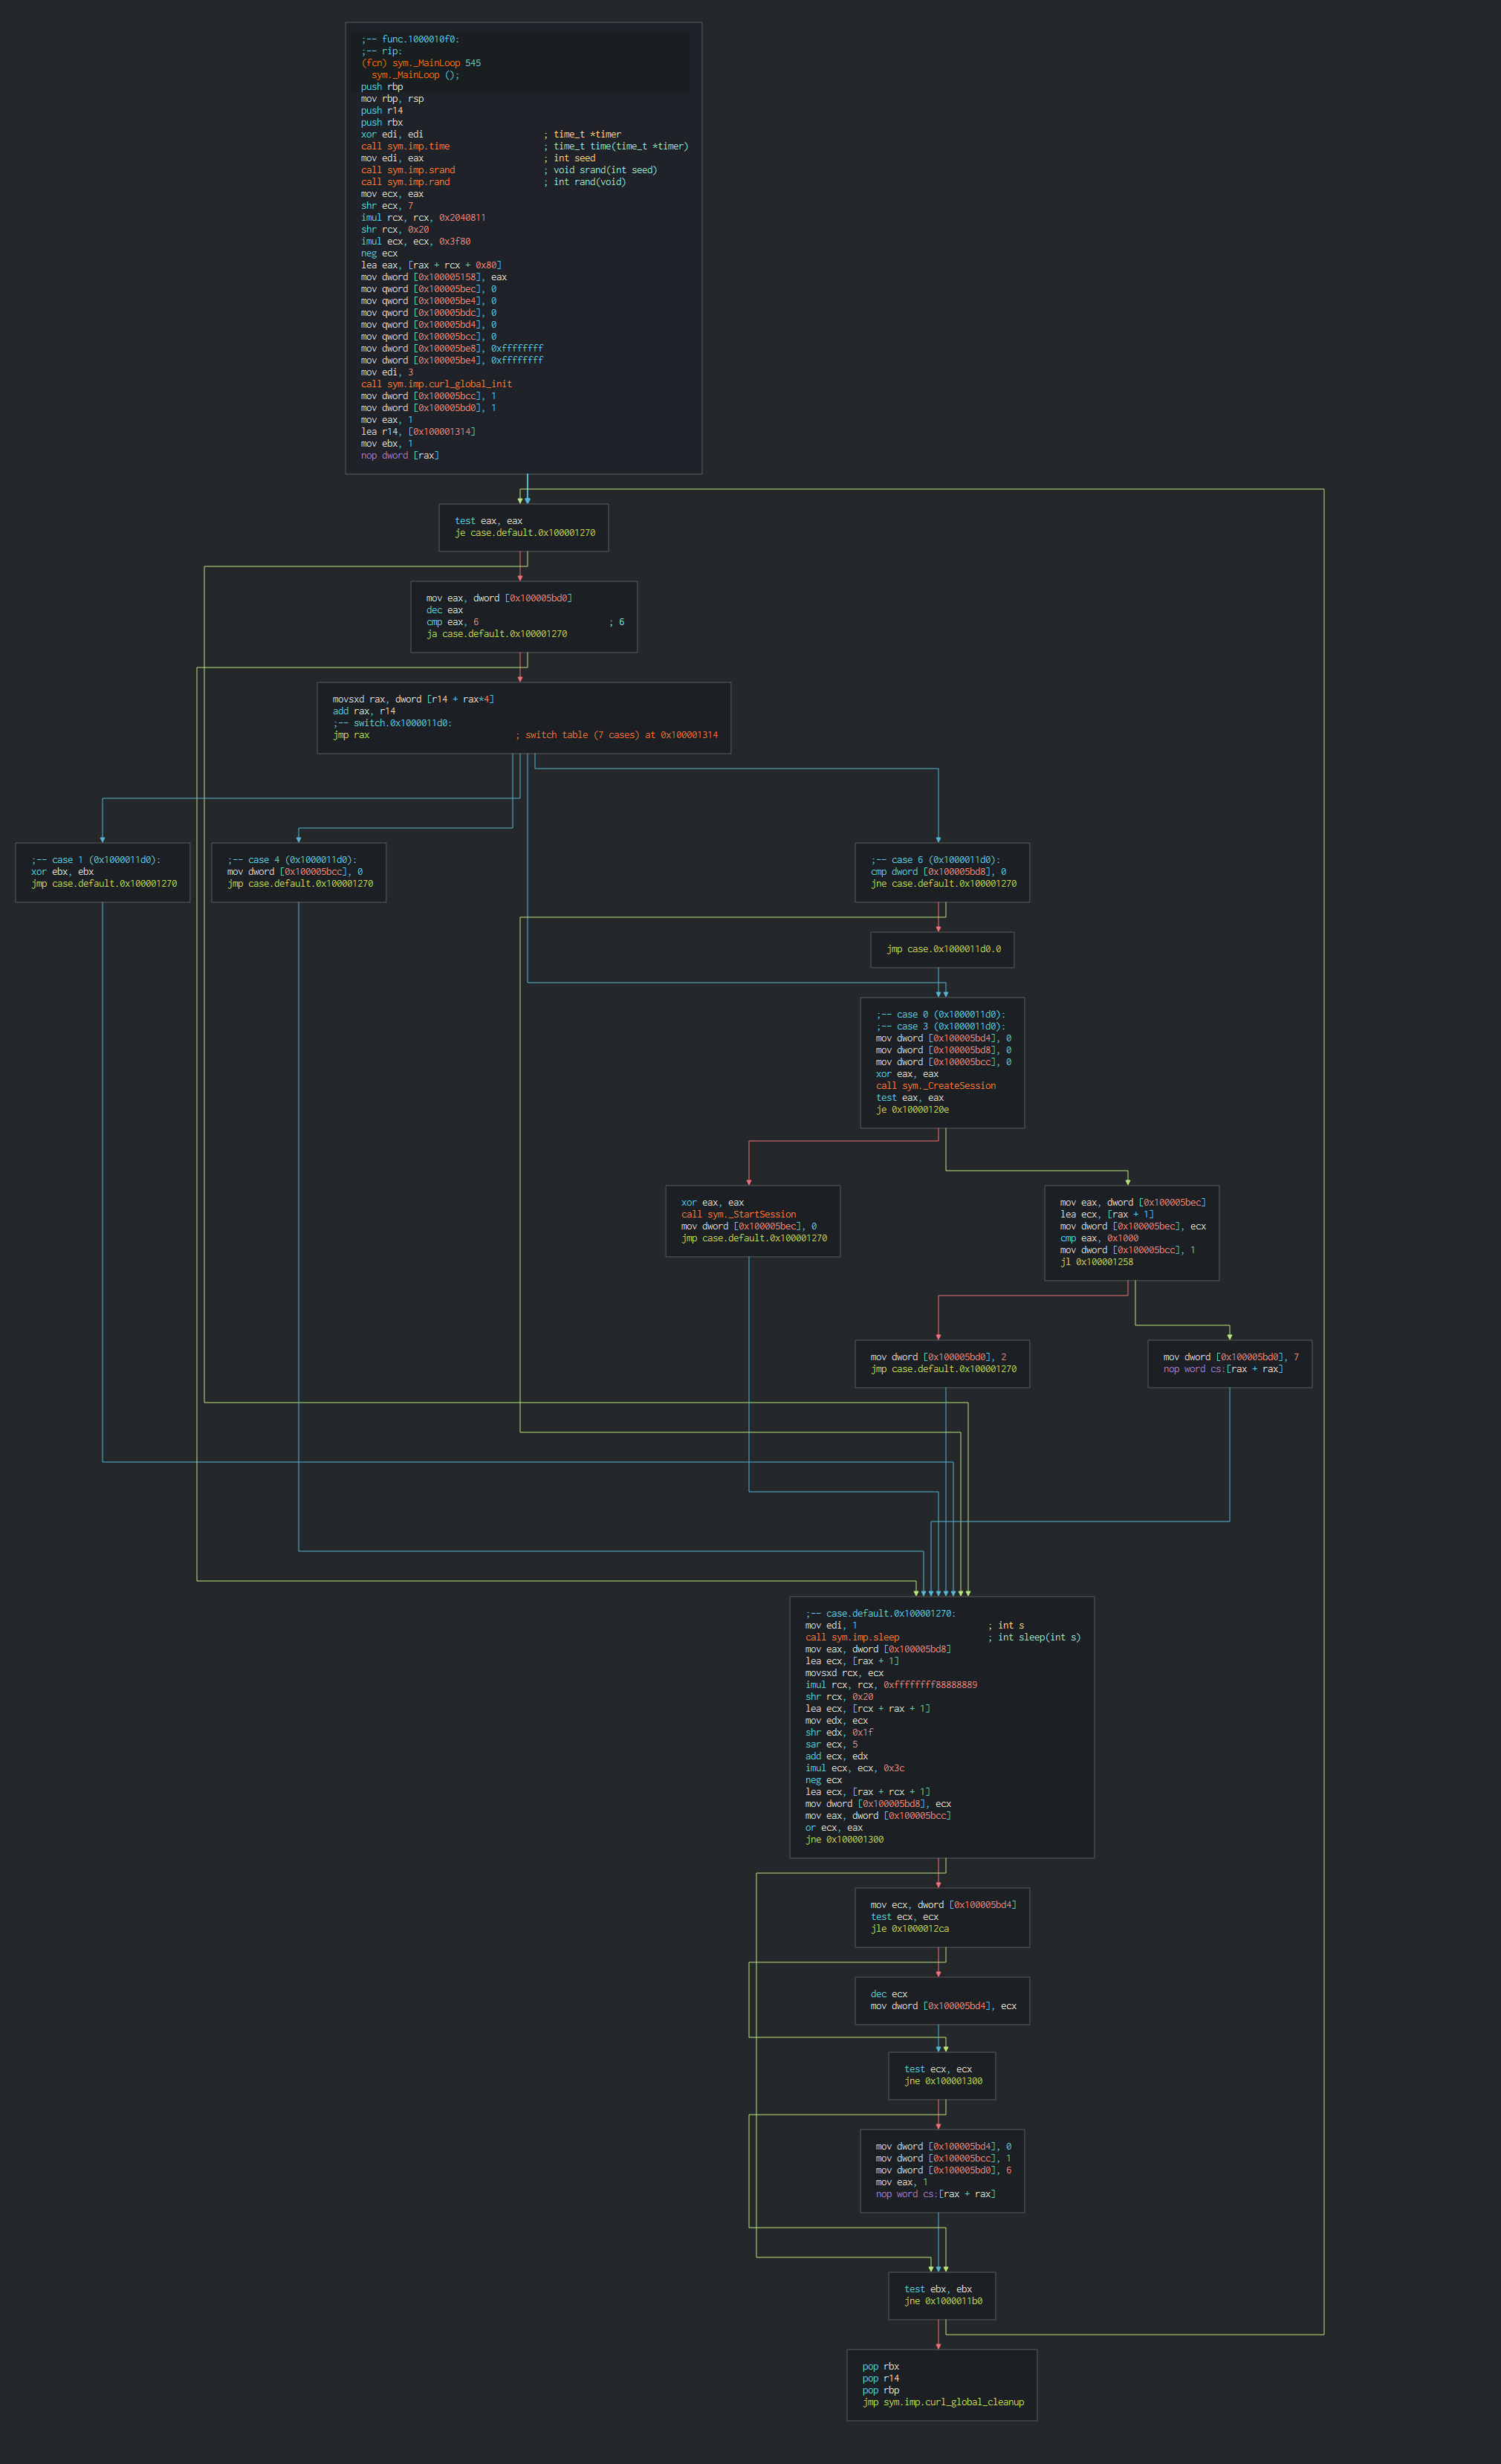 ;-- func.1000010f0:
;-- rip:
(fcn) sym._MainLoop 545
sym._MainLoop ();
push rbp
mov rbp, rsp
push r14
push rbx
xor edi, edi ; time_t *timer
call sym.imp.time ; time_t time(time_t *timer)
mov edi, eax ; int seed
call sym.imp.srand ; void srand(int seed)
call sym.imp.rand ; int rand(void)
mov ecx, eax
shr ecx, 7
imul rcx, rcx, 0x2040811
shr rcx, 0x20
imul ecx, ecx, 0x3f80
neg ecx
lea eax, [rax + rcx + 0x80]
mov dword [0x100005158], eax
mov qword [0x100005bec], 0
mov qword [0x100005be4], 0
mov qword [0x100005bdc], 0
mov qword [0x100005bd4], 0
mov qword [0x100005bcc], 0
mov dword [0x100005be8], 0xffffffff
mov dword [0x100005be4], 0xffffffff
mov edi, 3
call sym.imp.curl_global_init
mov dword [0x100005bcc], 1
mov dword [0x100005bd0], 1
mov eax, 1
lea r14, [0x100001314]
mov ebx, 1
nop dword [rax]
test eax, eax
je case.default.0x100001270
mov eax, dword [0x100005bd0]
dec eax
cmp eax, 6 ; 6
ja case.default.0x100001270
movsxd rax, dword [r14 + rax*4]
add rax, r14
;-- switch.0x1000011d0:
jmp rax ; switch table (7 cases) at 0x100001314
;-- case 1 (0x1000011d0):
xor ebx, ebx
jmp case.default.0x100001270
;-- case 4 (0x1000011d0):
mov dword [0x100005bcc], 0
jmp case.default.0x100001270
;-- case 6 (0x1000011d0):
cmp dword [0x100005bd8], 0
jne case.default.0x100001270
jmp case.0x1000011d0.0
;-- case 0 (0x1000011d0):
;-- case 3 (0x1000011d0):
mov dword [0x100005bd4], 0
mov dword [0x100005bd8], 0
mov dword [0x100005bcc], 0
xor eax, eax
call sym._CreateSession
test eax, eax
je 0x10000120e
xor eax, eax
call sym._StartSession
mov dword [0x100005bec], 0
jmp case.default.0x100001270
mov eax, dword [0x100005bec]
lea ecx, [rax + 1]
mov dword [0x100005bec], ecx
cmp eax, 0x1000
mov dword [0x100005bcc], 1
jl 0x100001258
mov dword [0x100005bd0], 2
jmp case.default.0x100001270
mov dword [0x100005bd0], 7
nop word cs:[rax + rax]
;-- case.default.0x100001270:
mov edi, 1 ; int s
call sym.imp.sleep ; int sleep(int s)
mov eax, dword [0x100005bd8]
lea ecx, [rax + 1]
movsxd rcx, ecx
imul rcx, rcx, 0xffffffff88888889
shr rcx, 0x20
lea ecx, [rcx + rax + 1]
mov edx, ecx
shr edx, 0x1f
sar ecx, 5
add ecx, edx
imul ecx, ecx, 0x3c
neg ecx
lea ecx, [rax + rcx + 1]
mov dword [0x100005bd8], ecx
mov eax, dword [0x100005bcc]
or ecx, eax
jne 0x100001300
mov ecx, dword [0x100005bd4]
test ecx, ecx
jle 0x1000012ca
dec ecx
mov dword [0x100005bd4], ecx
test ecx, ecx
jne 0x100001300
mov dword [0x100005bd4], 0
mov dword [0x100005bcc], 1
mov dword [0x100005bd0], 6
mov eax, 1
nop word cs:[rax + rax]
test ebx, ebx
jne 0x1000011b0
pop rbx
pop r14
pop rbp
jmp sym.imp.curl_global_cleanup